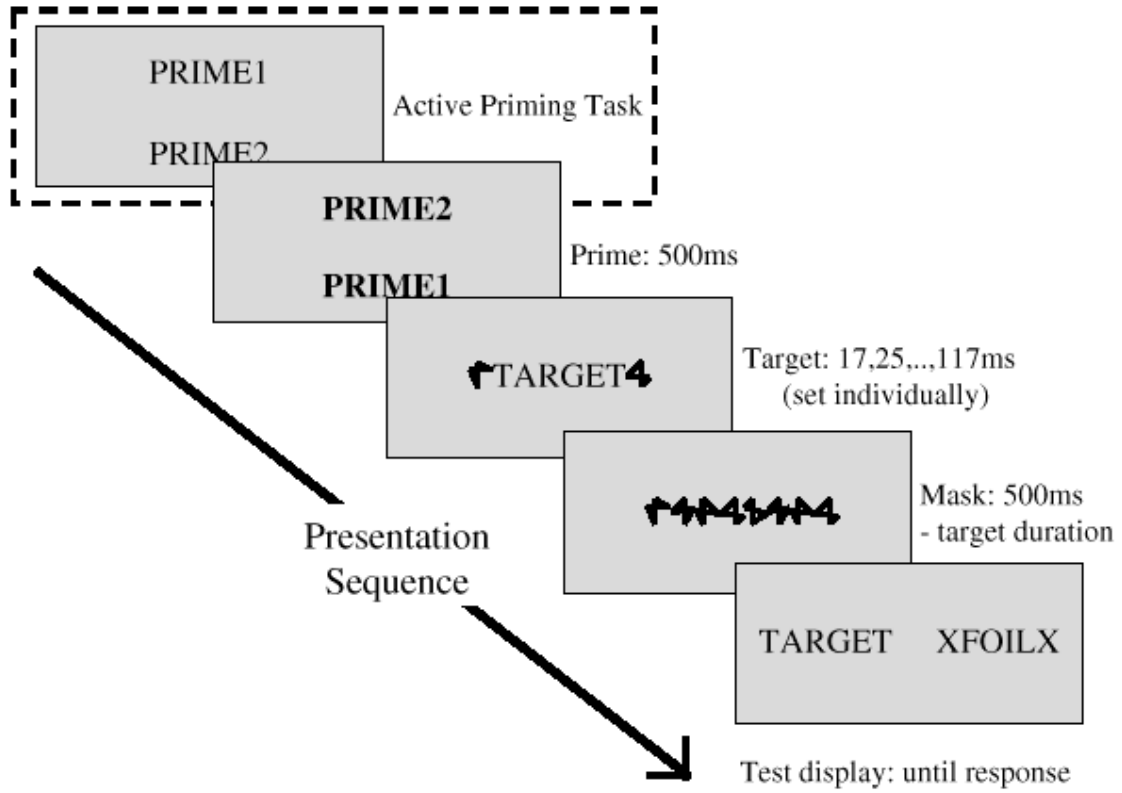 PRIME1
Active Priming Task
PRIME2
PRIME2
Prime: 500ms
PRIME1
TARGET
Target: 17,25,..,117ms
(set individually)
Mask: 500ms
- target duration
Presentation
Sequence
TARGET XFOILX
Test display: until response